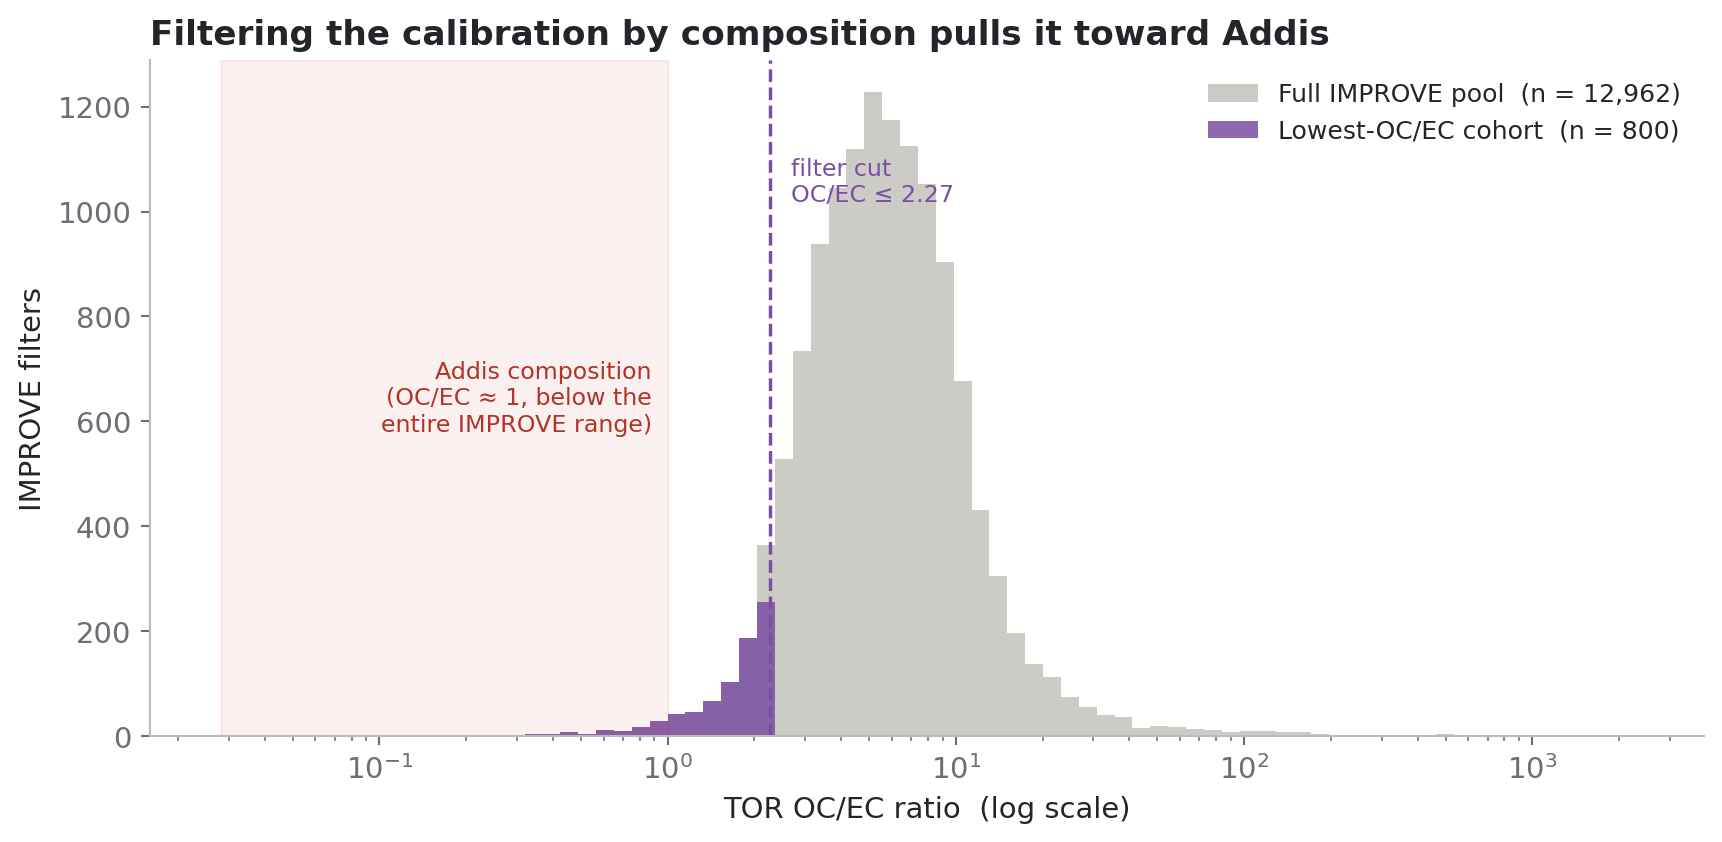 Filtering the calibration by composition pulls it toward Addis
Full IMPROVE pool (n = 12,962)
Lowest-OC/EC cohort (n = 800)
filter cut
OC/EC ≤ 2.27
Addis composition
(OC/EC ≈ 1, below the
entire IMPROVE range)
IMPROVE filters
1200
1000
800
600
400
200
0
10⁻¹
10⁰
10¹
10²
10³
TOR OC/EC ratio (log scale)